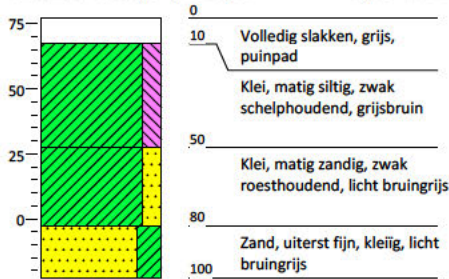 75
50
25
0
0
10
Volledig slakken, grijs,
puinpad
Klei, matig siltig, zwak
schelphoudend, grijsbruin
50
Klei, matig zandig, zwak
roesthoudend, licht bruingrijs
80
Zand, uiterst fijn, kleiïg, licht
bruingrijs
100